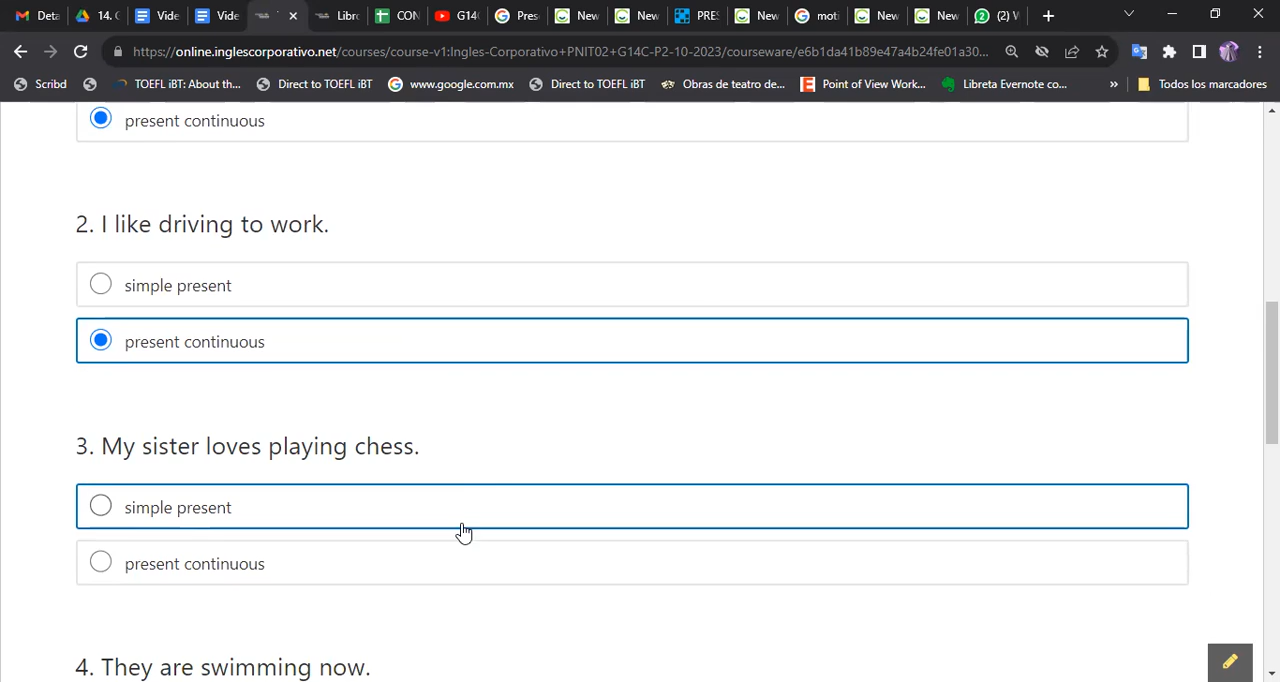 Deta
14. (
Vide
Vide
Libro
CON
G14(
Pres
New
New
PRES
New
moti
New
New
(2) V
https://online.inglescorporativo.net/courses/course-v1:Ingles-Corporativo+PNIT02+G14C-P2-10-2023/courseware/e6b1da41b89e47a4b24fe01a30...
Scribd
TOEFL iBT: About th...
Direct to TOEFL iBT
www.google.com.mx
Direct to TOEFL iBT
Obras de teatro de...
Point of View Work...
Libreta Evernote co...
»
Todos los marcadores
present continuous
2. I like driving to work.
simple present
present continuous
3. My sister loves playing chess.
simple present
present continuous
4. They are swimming now.